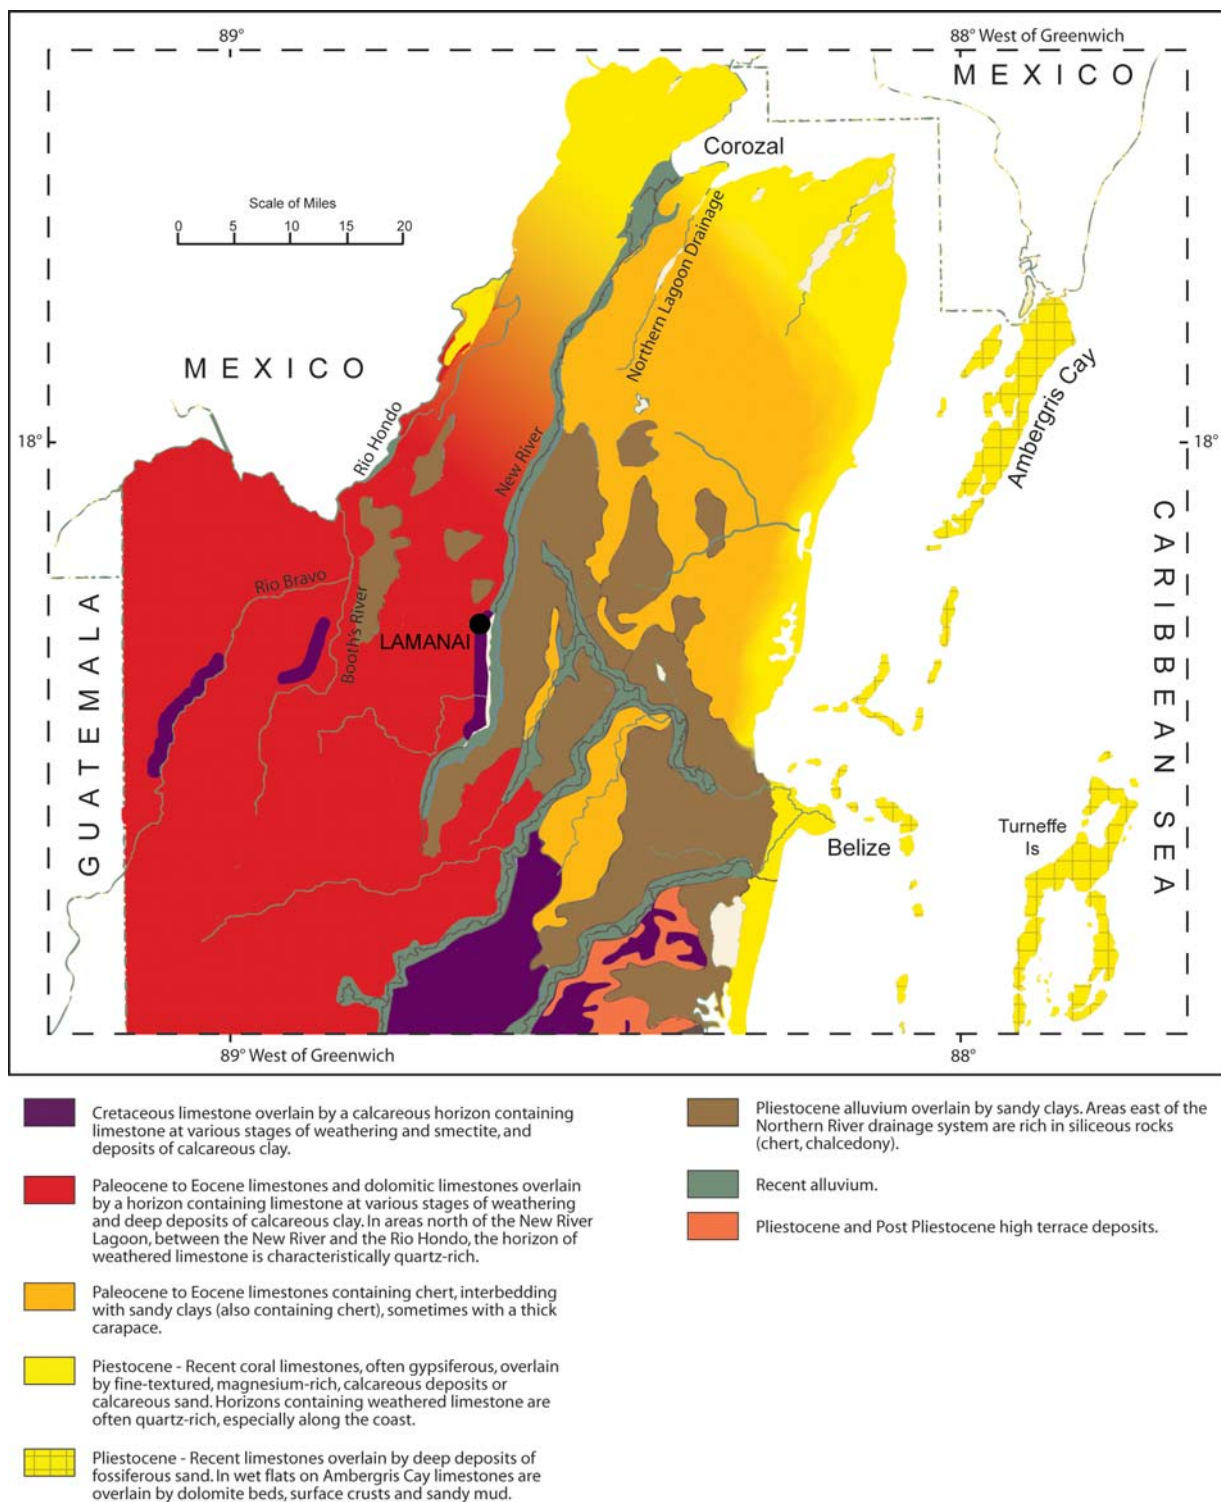 89°
88° West of Greenwich
MEXICO
Corozal
Scale of Miles
0 5 10 15 20
Northern Lagoon Drainage
MEXICO
Rio Hondo
18°
New River
18°
Ambergris Cay
CARIBBEAN SEA
Rio Bravo
Booth's River
LAMANAI
GUATEMALA
Turneffe
Is
Belize
89° West of Greenwich
88°
Cretaceous limestone overlain by a calcareous horizon containing
limestone at various stages of weathering and smectite, and
deposits of calcareous clay.
Paleocene to Eocene limestones and dolomitic limestones overlain
by a horizon containing limestone at various stages of weathering
and deep deposits of calcareous clay. In areas north of the New River
Lagoon, between the New River and the Rio Hondo, the horizon of
weathered limestone is characteristically quartz-rich.
Paleocene to Eocene limestones containing chert, interbedding
with sandy clays (also containing chert), sometimes with a thick
carapace.
Piestocene - Recent coral limestones, often gypsiferous, overlain
by fine-textured, magnesium-rich, calcareous deposits or
calcareous sand. Horizons containing weathered limestone are
often quartz-rich, especially along the coast.
Pliestocene - Recent limestones overlain by deep deposits of
fossiferous sand. In wet flats on Ambergris Cay limestones are
overlain by dolomite beds, surface crusts and sandy mud.
Pliestocene alluvium overlain by sandy clays. Areas east of the
Northern River drainage system are rich in siliceous rocks
(chert, chalcedony).
Recent alluvium.
Pliestocene and Post Pliestocene high terrace deposits.